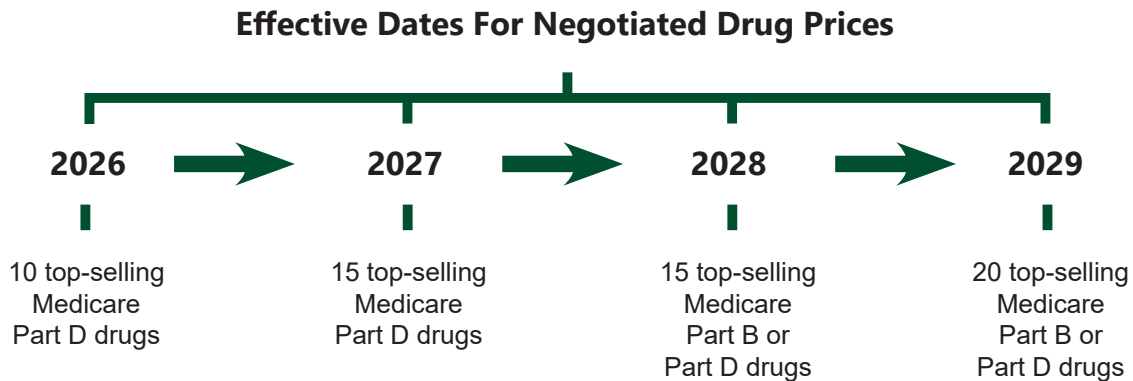 Effective Dates For Negotiated Drug Prices
2026
2027
2028
2029
10 top-selling
Medicare
Part D drugs
15 top-selling
Medicare
Part D drugs
15 top-selling
Medicare
Part B or
Part D drugs
20 top-selling
Medicare
Part B or
Part D drugs